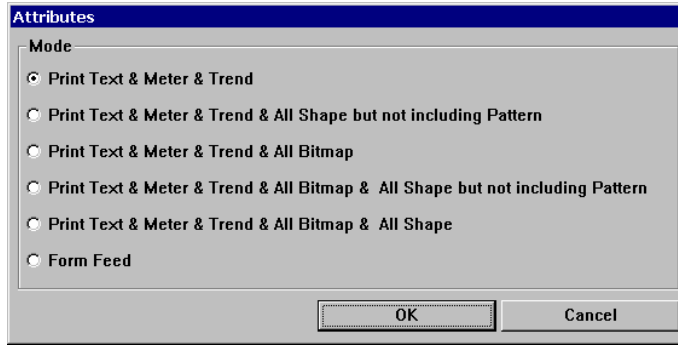 Attributes
Mode
Print Text & Meter & Trend
Print Text & Meter & Trend & All Shape but not including Pattern
Print Text & Meter & Trend & All Bitmap
Print Text & Meter & Trend & All Bitmap &  All Shape but not including Pattern
Print Text & Meter & Trend & All Bitmap &  All Shape
Form Feed
OK Cancel